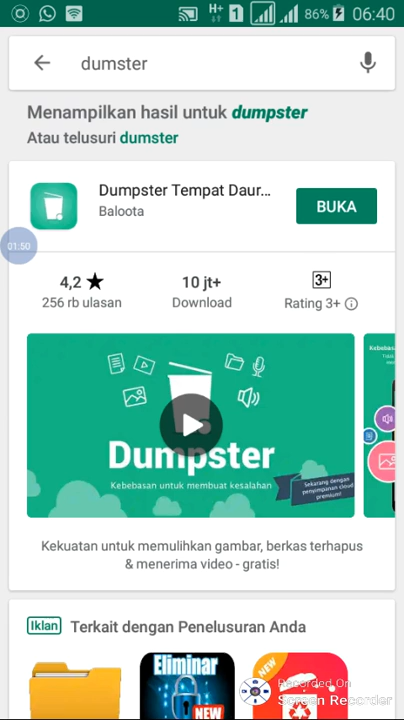 H+ 1 86% 06:40
dumster
Menampilkan hasil untuk dumpster
Atau telusuri dumster
Dumpster Tempat Daur...
Baloota
BUKA
01:50
4,2 ★
256 rb ulasan
10 jt+
Download
3+
Rating 3+
Dumpster
Kebebasan untuk membuat kesalahan
Sekarang dengan
penyimpanan cloud
premium!
Kebebas
Kekuatan untuk memulihkan gambar, berkas terhapus
& menerima video - gratis!
Iklan Terkait dengan Penelusuran Anda
Eliminar
NEW
NEW
Recorded On
Screen Recorder